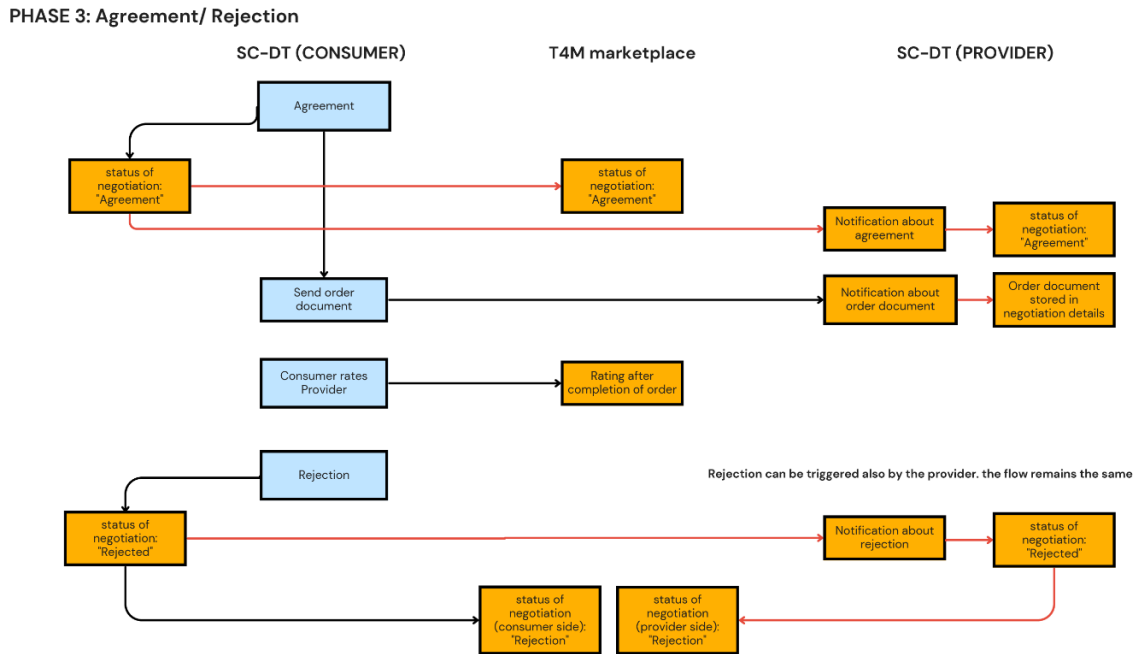 PHASE 3: Agreement/ Rejection
SC-DT (CONSUMER)
T4M marketplace
SC-DT (PROVIDER)
Agreement
status of
negotiation:
"Agreement"
status of
negotiation:
"Agreement"
Notification about
agreement
status of
negotiation:
"Agreement"
Send order
document
Notification about
order document
Order document
stored in
negotiation details
Consumer rates
Provider
Rating after
completion of order
Rejection
Rejection can be triggered also by the provider. the flow remains the same
status of
negotiation:
"Rejected"
Notification about
rejection
status of
negotiation:
"Rejected"
status of
negotiation
(consumer side):
"Rejection"
status of
negotiation
(provider side):
"Rejection"